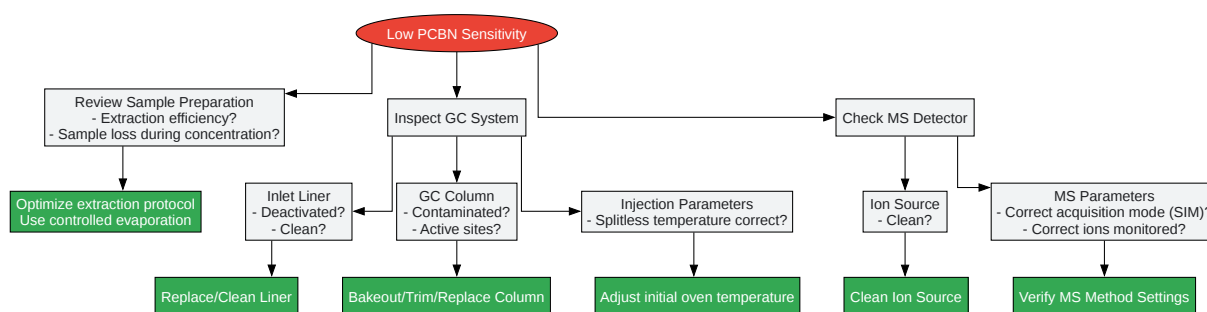 Low PCBN Sensitivity
Review Sample Preparation
- Extraction efficiency?
- Sample loss during concentration?
Inspect GC System
Check MS Detector
Optimize extraction protocol
Use controlled evaporation
Inlet Liner
- Deactivated?
- Clean?
GC Column
- Contaminated?
- Active sites?
Injection Parameters
- Splitless temperature correct?
Ion Source
- Clean?
MS Parameters
- Correct acquisition mode (SIM)?
- Correct ions monitored?
Replace/Clean Liner
Bakeout/Trim/Replace Column
Adjust initial oven temperature
Clean Ion Source
Verify MS Method Settings